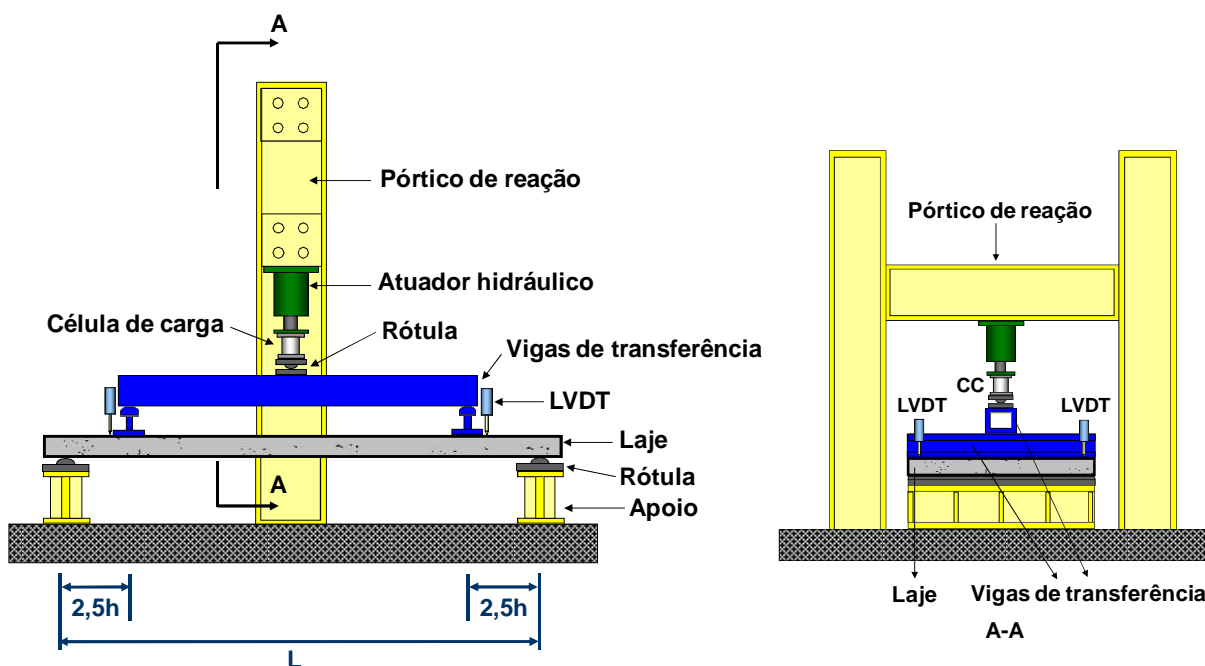 A
Pórtico de reação
Atuador hidráulico
Célula de carga
Rótula
Vigas de transferência
LVDT
Laje
Rótula
A
Apoio
2,5h
2,5h
L
Pórtico de reação
CC
LVDT
LVDT
Laje
Vigas de transferência
A-A